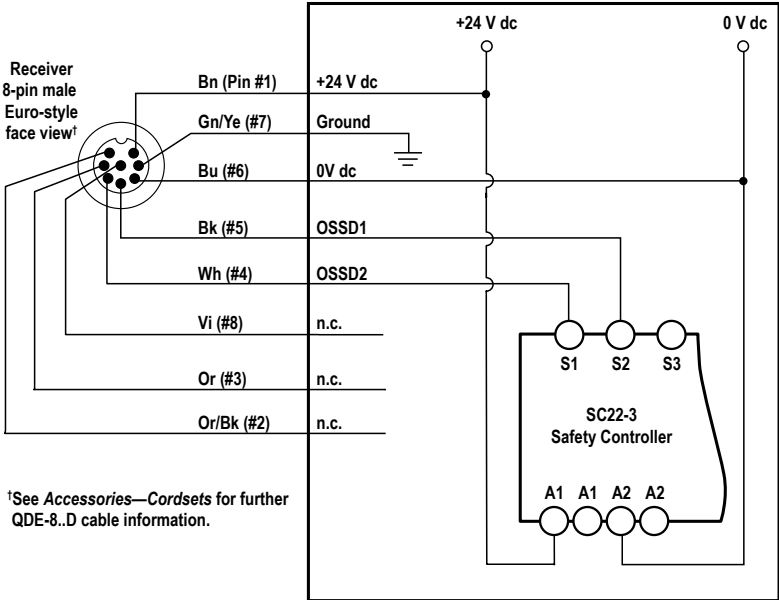 +24 V dc
0 V dc
Receiver
8-pin male
Euro-style
face view†
Bn (Pin #1)
+24 V dc
Gn/Ye (#7)
Ground
Bu (#6)
0V dc
Bk (#5)
OSSD1
Wh (#4)
OSSD2
Vi (#8)
n.c.
Or (#3)
n.c.
Or/Bk (#2)
n.c.
S1
S2
S3
SC22-3
Safety Controller
A1
A1
A2
A2
†See Accessories—Cordsets for further
QDE-8..D cable information.